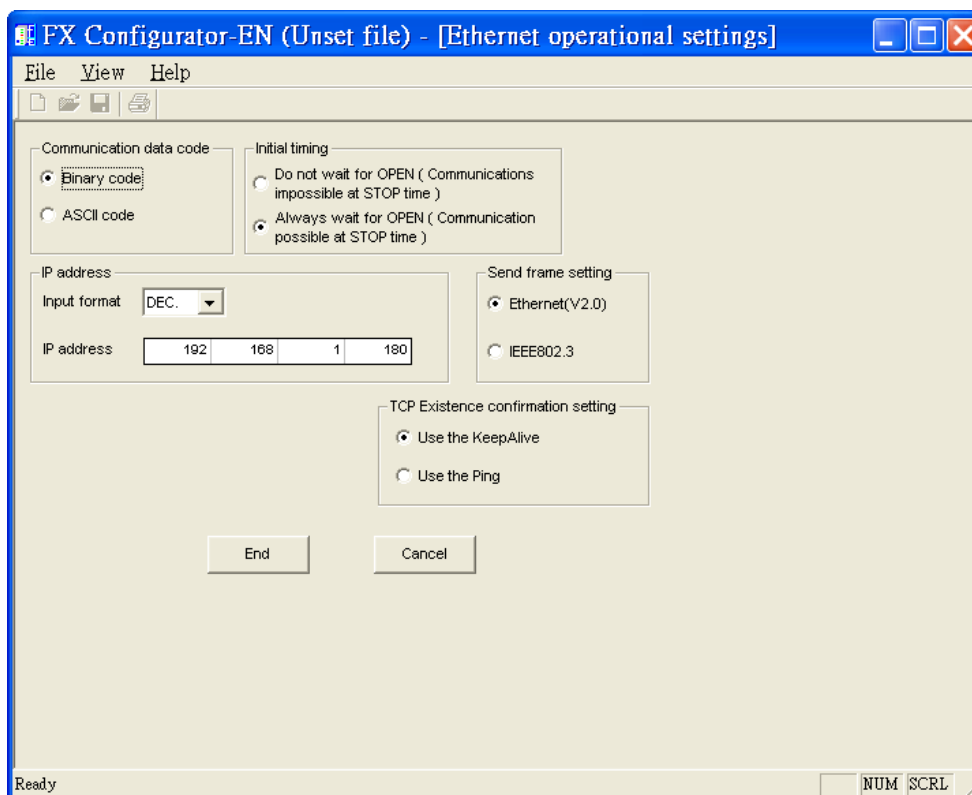 FX Configurator-EN (Unset file) - [Ethernet operational settings]
File View Help
Communication data code
Binary code
ASCII code
Initial timing
Do not wait for OPEN ( Communications
impossible at STOP time )
Always wait for OPEN ( Communication
possible at STOP time )
IP address
Input format DEC.
IP address 192 168 1 180
Send frame setting
Ethernet(V2.0)
IEEE802.3
TCP Existence confirmation setting
Use the KeepAlive
Use the Ping
End Cancel
Ready NUM SCRL